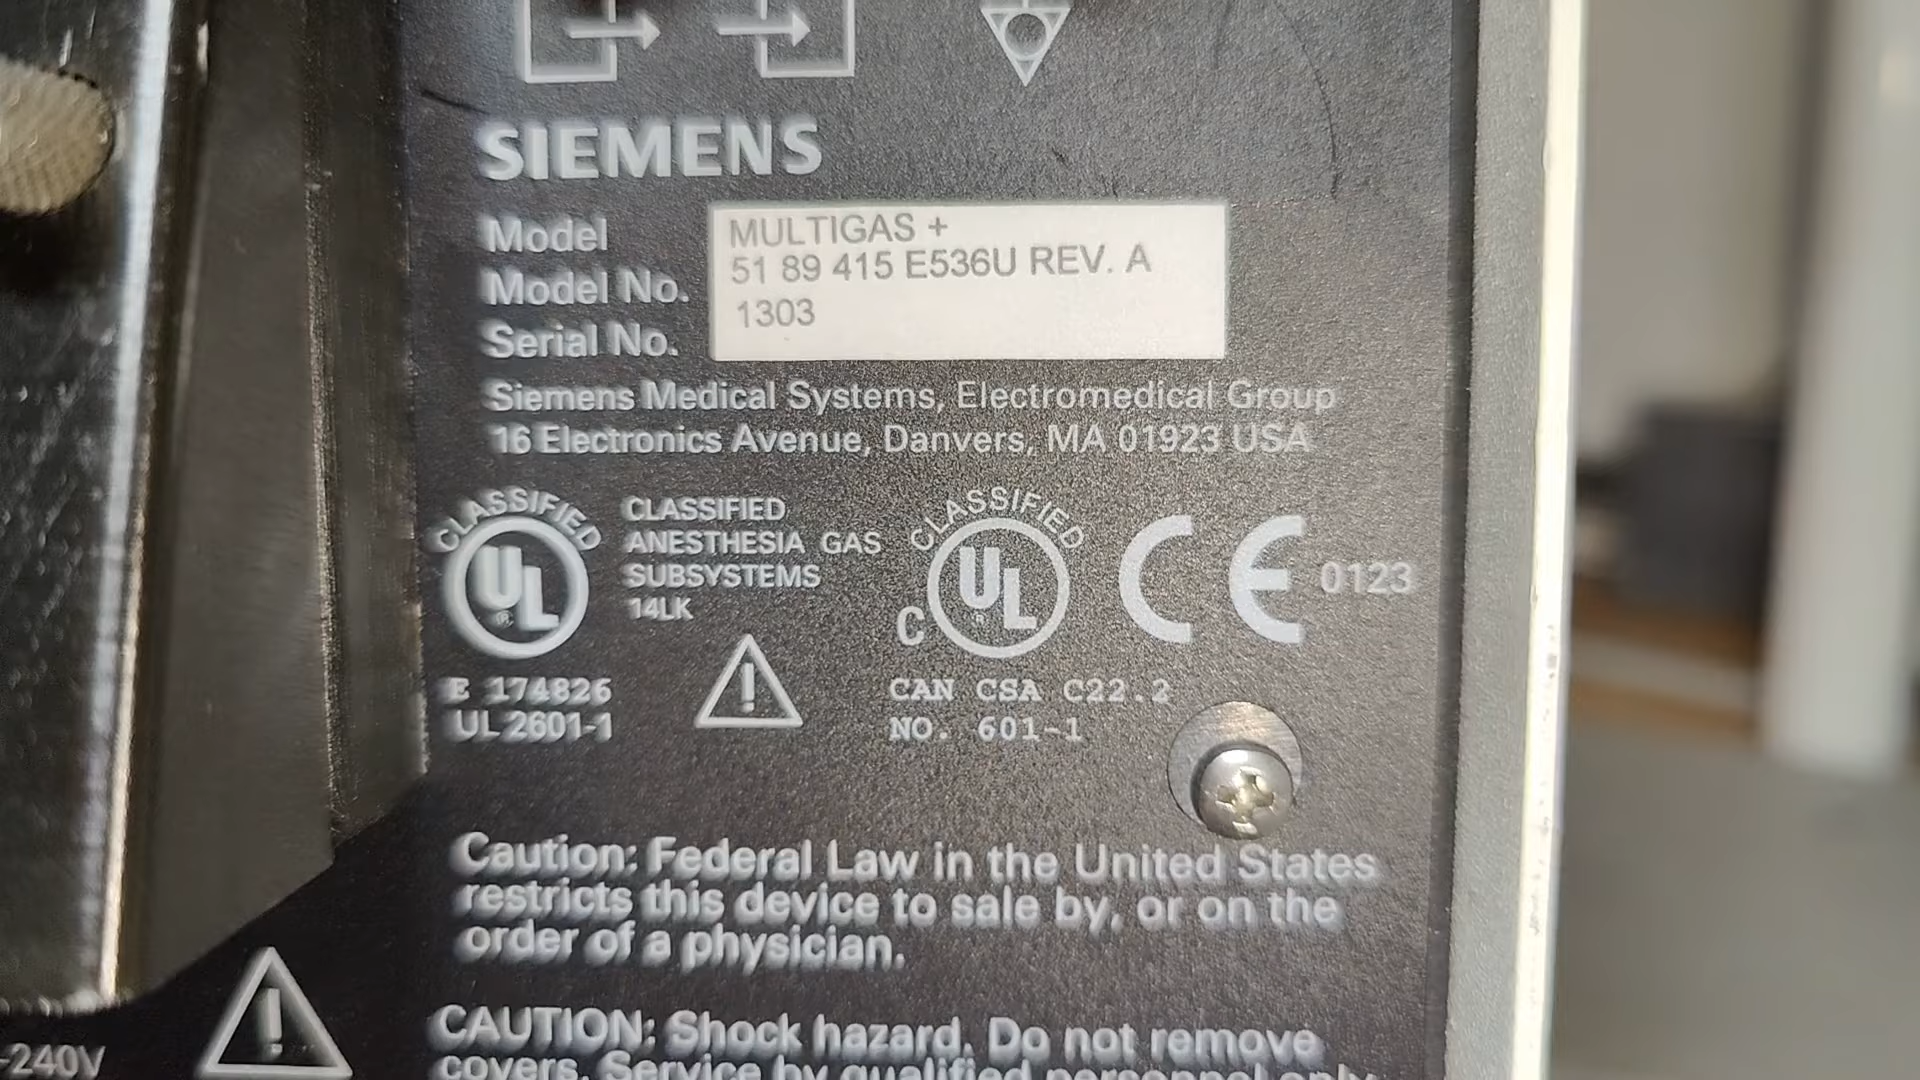 SIEMENS
Model
MULTIGAS +
Model No.
51 89 415 E536U REV. A
Serial No.
1303
Siemens Medical Systems, Electromedical Group
16 Electronics Avenue, Danvers, MA 01923 USA
CLASSIFIED
UL
CLASSIFIED
ANESTHESIA GAS
SUBSYSTEMS
14LK
E 174826
UL 2601-1
CLASSIFIED
C UL
CAN CSA C22.2
NO. 601-1
CE 0123
Caution: Federal Law in the United States
restricts this device to sale by, or on the
order of a physician.
-240V
CAUTION: Shock hazard. Do not remove
covers. Service by qualified personnel only